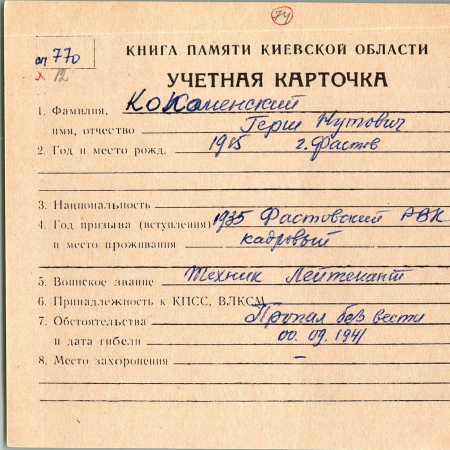 74
оп 770
х 12
КНИГА ПАМЯТИ КИЕВСКОЙ ОБЛАСТИ
УЧЕТНАЯ КАРТОЧКА
1. Фамилия, КоКаменский
имя, отчество Герш Нутович
2. Год и место рожд. 1915 г. Фастов
3. Национальность
4. Год призыва (вступления) 1935 Фастовский РВК
и место проживания кадровый
5. Воинское звание техник лейтенант
6. Принадлежность к КПСС, ВЛКСМ
7. Обстоятельства Пропал без вести
и дата гибели 00.09.1941
8. Место захоронения –